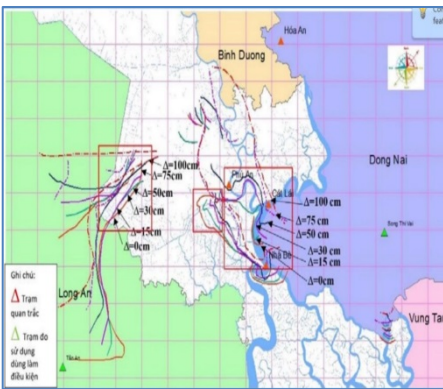 Hòa An
Binh Duong
Dong Nai
Δ=100cm
Δ=75cm
Δ=50cm
Δ=30cm
Δ=15cm
Δ=0cm
Phú An
Cát Lái
Δ=100 cm
Δ=75 cm
Δ=50 cm
Δ=30 cm
Δ=15 cm
Δ=0cm
Nhà Bè
Long An
Vung Tau
Ghi chú:
Δ Trạm
quan trắc
Δ Trạm đo
sử dụng
dùng làm
điều kiện